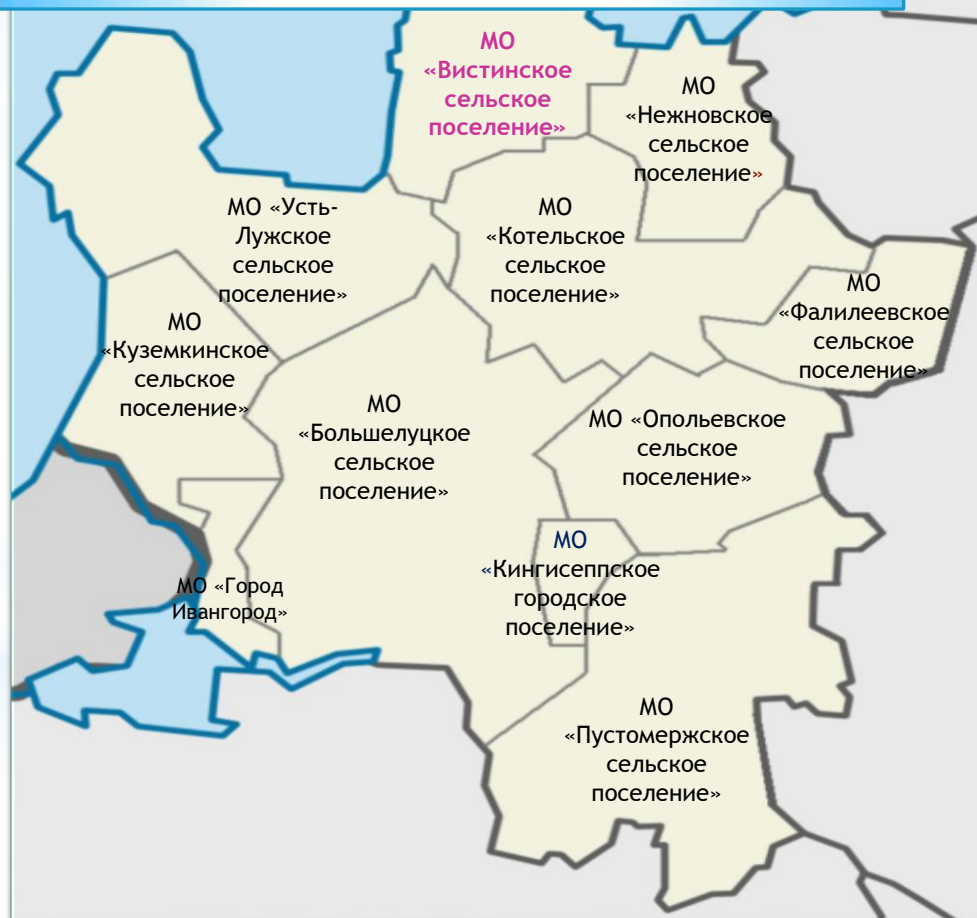 МО
«Вистинское
сельское
поселение»
МО
«Нежновское
сельское
поселение»
МО «Усть-
Лужское
сельское
поселение»
МО
«Котельское
сельское
поселение»
МО
«Фалилеевское
сельское
поселение»
МО
«Куземкинское
сельское
поселение»
МО
«Большелуцкое
сельское
поселение»
МО «Опольевское
сельское
поселение»
МО
«Кингисеппское
городское
поселение»
МО «Город
Ивангород»
МО
«Пустомержское
сельское
поселение»